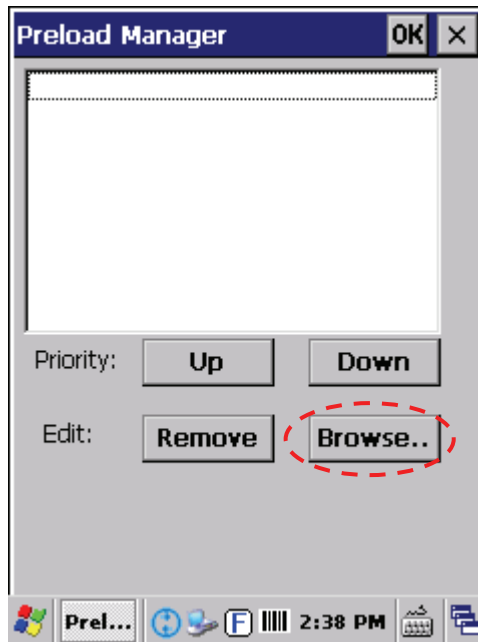 Preload Manager OK ×
Priority: Up Down
Edit: Remove Browse..
Prel... F 2:38 PM